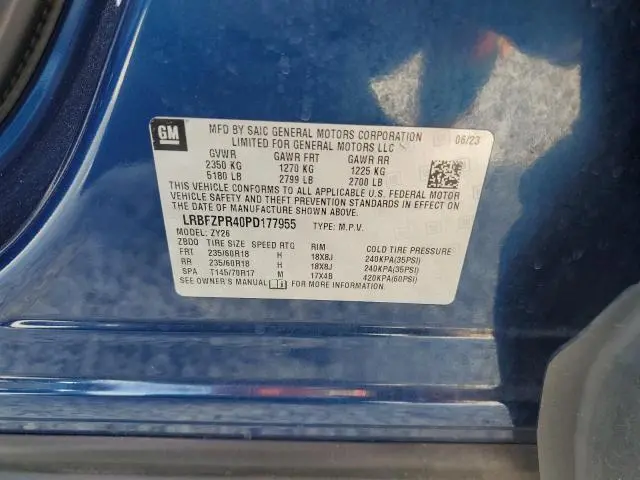 GM
MFD BY SAIC GENERAL MOTORS CORPORATION 06/23
LIMITED FOR GENERAL MOTORS LLC
GVWR GAWR FRT GAWR RR
2350 KG 1270 KG 1225 KG
5180 LB 2799 LB 2700 LB
THIS VEHICLE CONFORMS TO ALL APPLICABLE U.S. FEDERAL MOTOR
VEHICLE SAFETY AND THEFT PREVENTION STANDARDS IN EFFECT ON
THE DATE OF MANUFACTURE SHOWN ABOVE.
LRBFZPR40PD177955 TYPE: M.P.V.
MODEL: ZY26
ZBDO TIRE SIZE SPEED RTG RIM COLD TIRE PRESSURE
FRT 235/60R18 H 18X8J 240KPA(35PSI)
RR 235/60R18 H 18X8J 240KPA(35PSI)
SPA T145/70R17 M 17X4B 420KPA(60PSI)
SEE OWNER'S MANUAL FOR MORE INFORMATION.